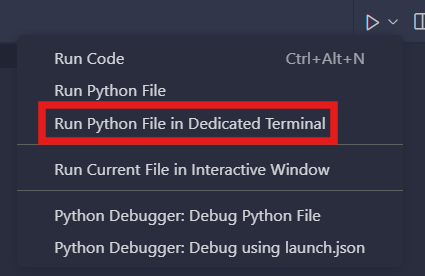 Run Code Ctrl+Alt+N
Run Python File
Run Python File in Dedicated Terminal
Run Current File in Interactive Window
Python Debugger: Debug Python File
Python Debugger: Debug using launch.json